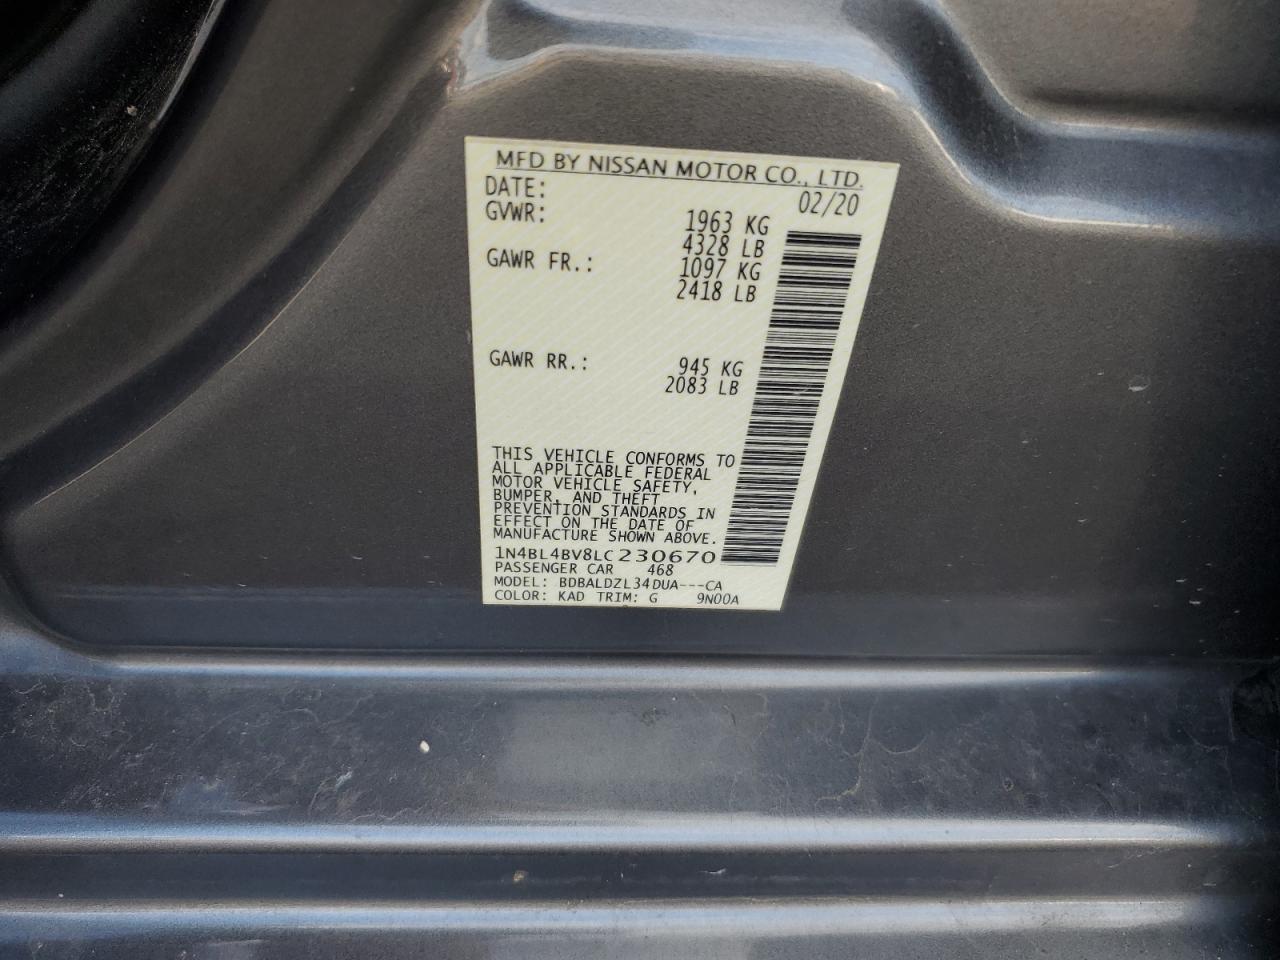 MFD BY NISSAN MOTOR CO., LTD.
DATE: 02/20
GVWR: 1963 KG
4328 LB
GAWR FR.: 1097 KG
2418 LB
GAWR RR.: 945 KG
2083 LB
THIS VEHICLE CONFORMS TO
ALL APPLICABLE FEDERAL
MOTOR VEHICLE SAFETY,
BUMPER, AND THEFT
PREVENTION STANDARDS IN
EFFECT ON THE DATE OF
MANUFACTURE SHOWN ABOVE.
1N4BL4BV8LC230670
PASSENGER CAR 468
MODEL: BDBALDZL34DUA---CA
COLOR: KAD TRIM: G 9N00A